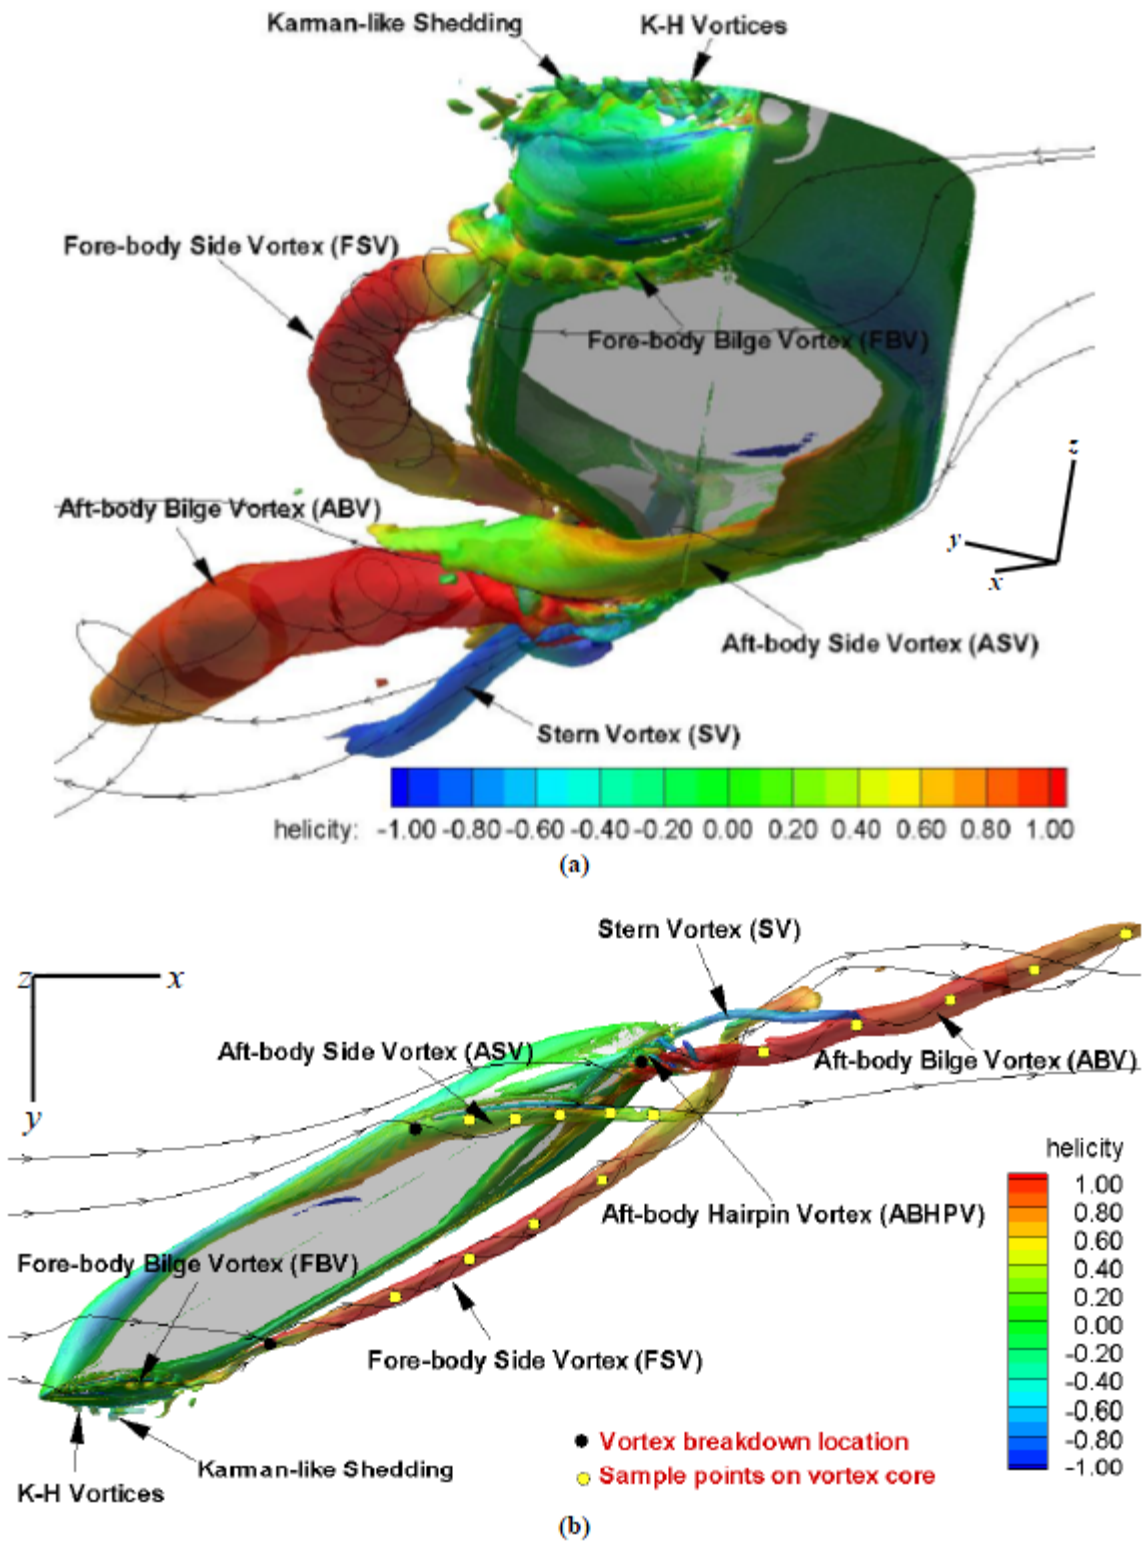 Karman-like Shedding
K-H Vortices
Fore-body Side Vortex (FSV)
Fore-body Bilge Vortex (FBV)
Aft-body Bilge Vortex (ABV)
z
y
x
Aft-body Side Vortex (ASV)
Stern Vortex (SV)
helicity: -1.00 -0.80 -0.60 -0.40 -0.20 0.00 0.20 0.40 0.60 0.80 1.00
(a)
Stern Vortex (SV)
z x
y
Aft-body Side Vortex (ASV)
Aft-body Bilge Vortex (ABV)
Aft-body Hairpin Vortex (ABHPV)
Fore-body Bilge Vortex (FBV)
Fore-body Side Vortex (FSV)
helicity
1.00
0.80
0.60
0.40
0.20
0.00
-0.20
-0.40
-0.60
-0.80
-1.00
Vortex breakdown location
Sample points on vortex core
Karman-like Shedding
K-H Vortices
(b)